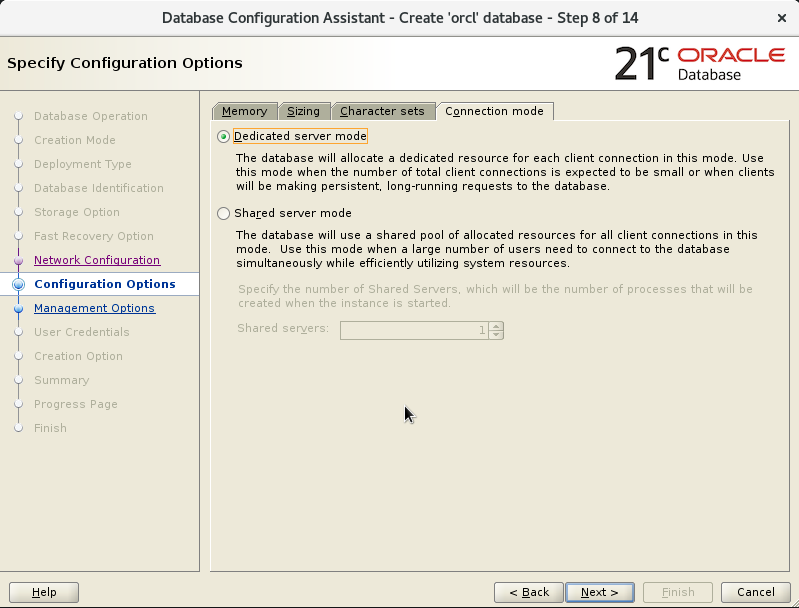 Database Configuration Assistant - Create 'orcl' database - Step 8 of 14
Specify Configuration Options
21c ORACLE
Database
Database Operation
Creation Mode
Deployment Type
Database Identification
Storage Option
Fast Recovery Option
Network Configuration
Configuration Options
Management Options
User Credentials
Creation Option
Summary
Progress Page
Finish
Memory Sizing Character sets Connection mode
Dedicated server mode
The database will allocate a dedicated resource for each client connection in this mode. Use
this mode when the number of total client connections is expected to be small or when clients
will be making persistent, long-running requests to the database.
Shared server mode
The database will use a shared pool of allocated resources for all client connections in this
mode.  Use this mode when a large number of users need to connect to the database
simultaneously while efficiently utilizing system resources.
Specify the number of Shared Servers, which will be the number of processes that will be
created when the instance is started.
Shared servers: 1
Help < Back Next > Finish Cancel